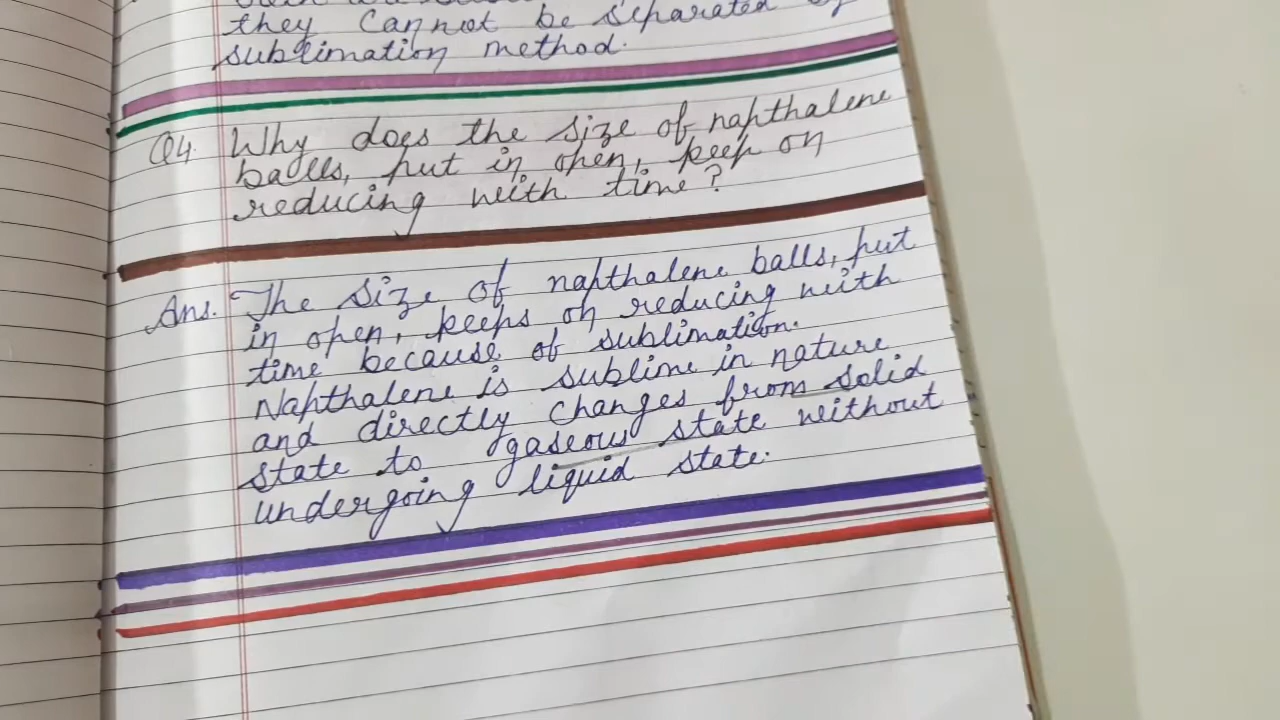 they cannot be separated by
sublimation method.
Q4. Why does the size of napthalene
balls, put in open, keep on
reducing with time?
Ans. The size of napthalene balls, put
in open, keeps on reducing with
time because of sublimation.
Napthalene is sublime in nature
and directly changes from solid
state to gaseous state without
undergoing liquid state.